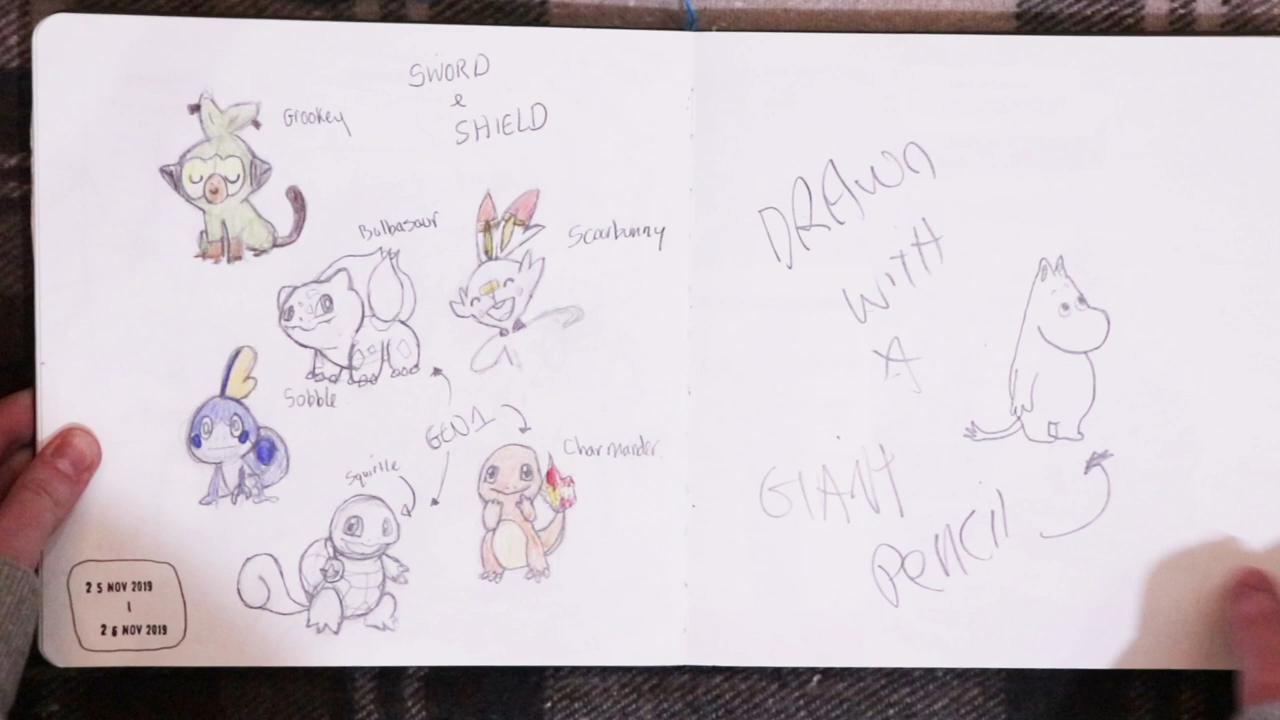 SWORD
&
SHIELD
Grookey
Bulbasaur
Scorbunny
Sobble
GEN 1
Squirtle
Charmander.
25 NOV 2019
|
26 NOV 2019
DRAWN
WITH
A
GIANT
PENCIL